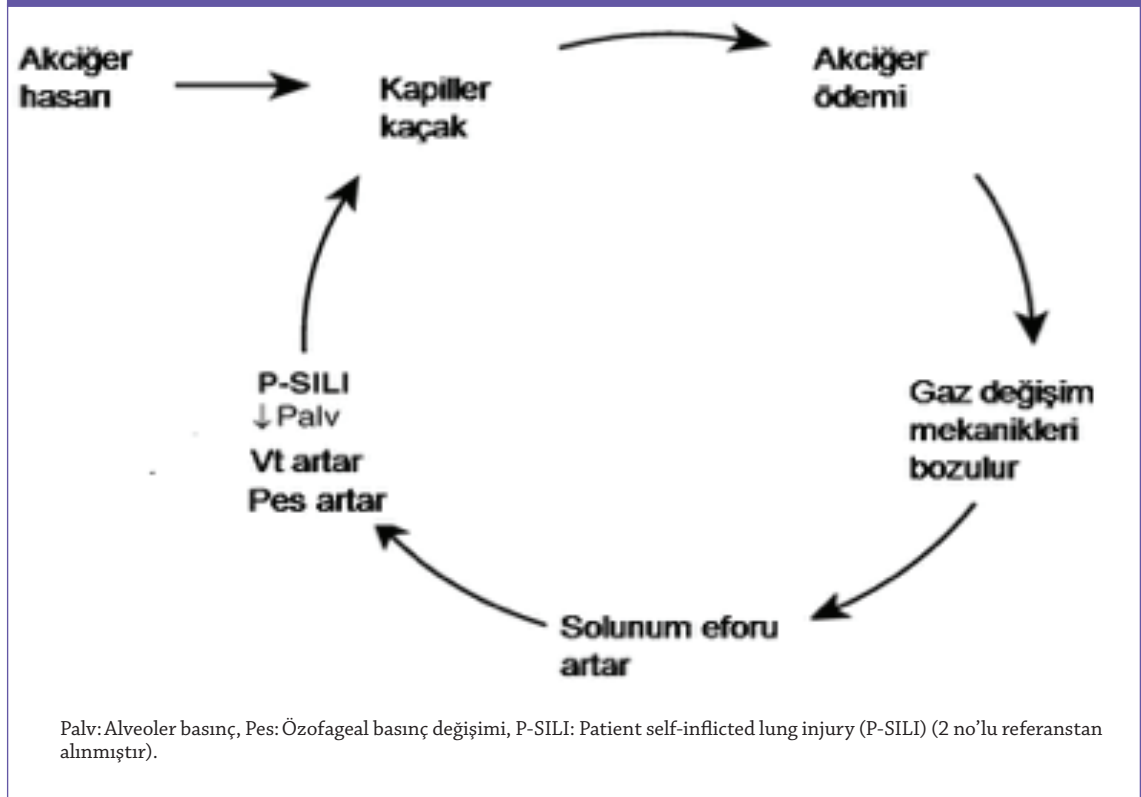 Akciğer
hasarı
Kapiller
kaçak
Akciğer
ödemi
Gaz değişim
mekanikleri
bozulur
Solunum eforu
artar
P-SILI
↓Palv
Vt artar
Pes artar
Palv: Alveoler basınç, Pes: Özofageal basınç değişimi, P-SILI: Patient self-inflicted lung injury (P-SILI) (2 no’lu referanstan
alınmıştır).